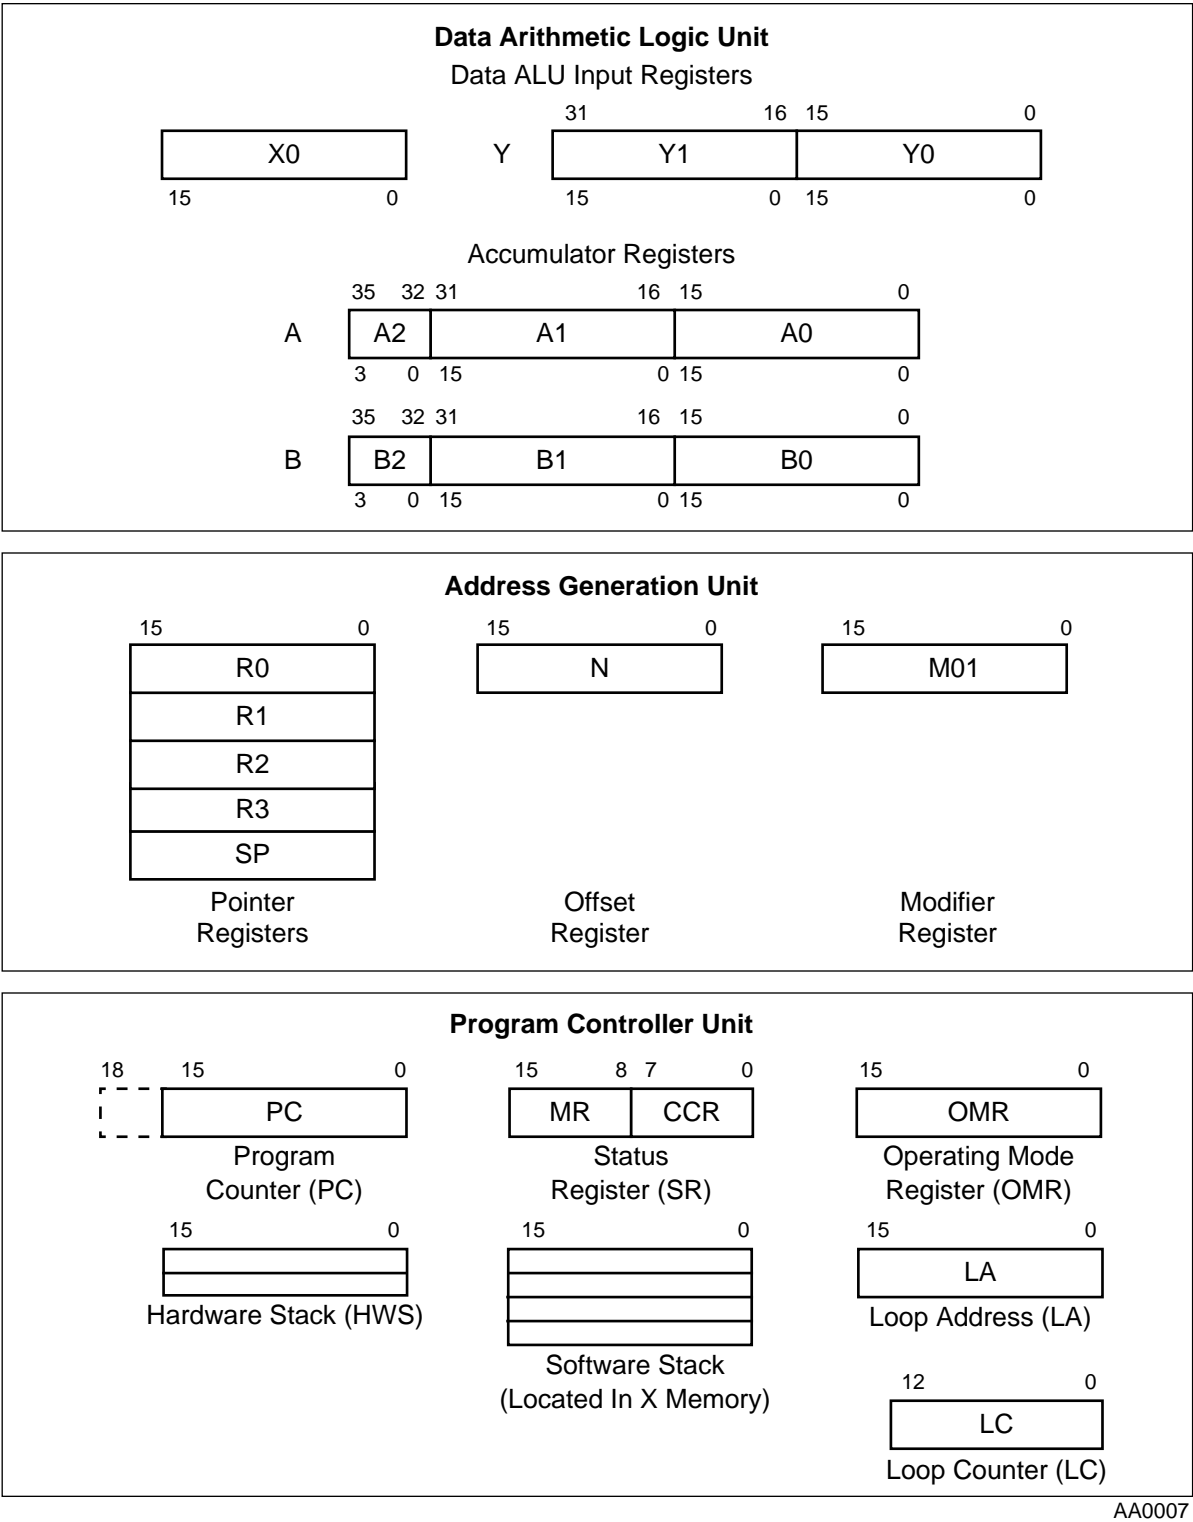 Data Arithmetic Logic Unit
Data ALU Input Registers
31 16 15 0
X0 Y Y1 Y0
15 0 15 0 15 0
Accumulator Registers
35 32 31 16 15 0
A A2 A1 A0
3 0 15 0 15 0
35 32 31 16 15 0
B B2 B1 B0
3 0 15 0 15 0
Address Generation Unit
15 0 15 0 15 0
R0 N M01
R1
R2
R3
SP
Pointer Offset Modifier
Registers Register Register
Program Controller Unit
18 15 0 15 8 7 0 15 0
PC MR CCR OMR
Program Status Operating Mode
Counter (PC) Register (SR) Register (OMR)
15 0 15 0 15 0
LA
Hardware Stack (HWS) Loop Address (LA)
Software Stack
(Located In X Memory)
12 0
LC
Loop Counter (LC)
AA0007